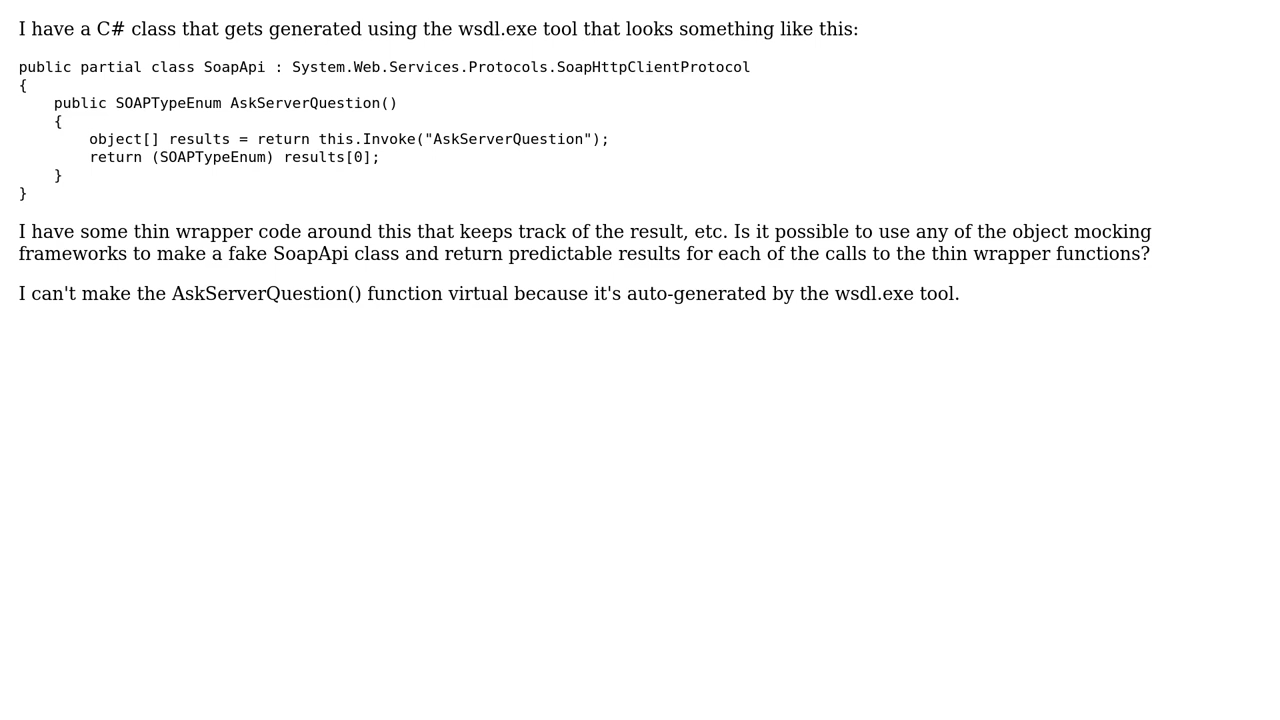 I have a C# class that gets generated using the wsdl.exe tool that looks something like this:
public partial class SoapApi : System.Web.Services.Protocols.SoapHttpClientProtocol
{
    public SOAPTypeEnum AskServerQuestion()
    {
        object[] results = return this.Invoke("AskServerQuestion");
        return (SOAPTypeEnum) results[0];
    }
}
I have some thin wrapper code around this that keeps track of the result, etc. Is it possible to use any of the object mocking
frameworks to make a fake SoapApi class and return predictable results for each of the calls to the thin wrapper functions?
I can't make the AskServerQuestion() function virtual because it's auto-generated by the wsdl.exe tool.